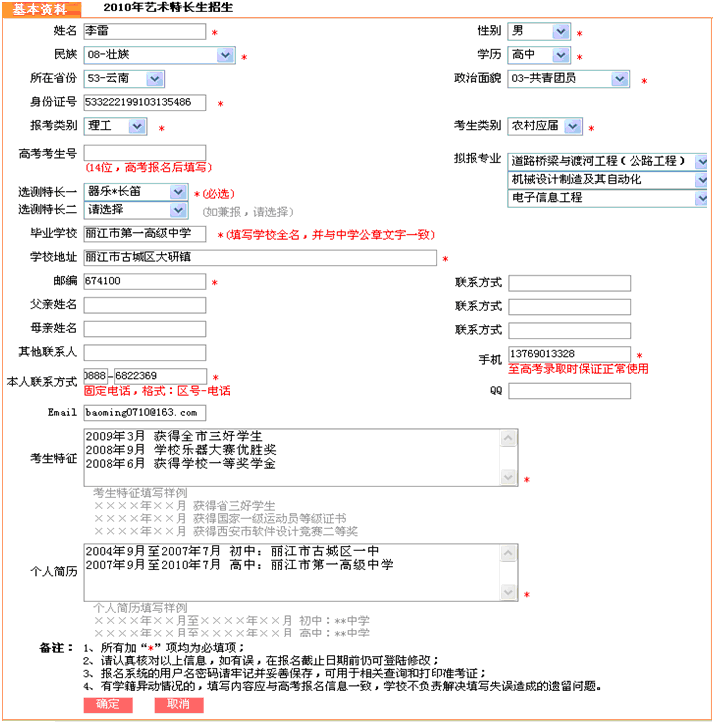 基本资料 2010年艺术特长生招生
姓名 李雷 * 性别 男 *
民族 08-壮族 * 学历 高中 *
所在省份 53-云南 政治面貌 03-共青团员 *
身份证号 533222199103135486 *
报考类别 理工 * 考生类别 农村应届 *
高考考生号
(14位，高考报名后填写)
拟报专业 道路桥梁与渡河工程（公路工程）
机械设计制造及其自动化
电子信息工程
选测特长一 器乐*长笛 *(必选)
选测特长二 请选择 (如兼报，请选择)
毕业学校 丽江市第一高级中学 *(填写学校全名，并与中学公章文字一致)
学校地址 丽江市古城区大研镇 *
邮编 674100 * 联系方式
父亲姓名 联系方式
母亲姓名 联系方式
其他联系人 手机 13769013328 *
至高考录取时保证正常使用
本人联系方式 0888-6822369 *
固定电话，格式：区号-电话
QQ
Email baoming0710@163.com
考生特征 2009年3月 获得全市三好学生
2008年9月 学校乐器大赛优胜奖
2008年6月 获得学校一等奖学金
*
考生特征填写样例
××××年××月 获得省三好学生
××××年××月 获得国家一级运动员等级证书
××××年××月 获得西安市软件设计竞赛二等奖
个人简历 2004年9月至2007年7月 初中：丽江市古城区一中
2007年9月至2010年7月 高中：丽江市第一高级中学
*
个人简历填写样例
××××年××月至××××年××月 初中：**中学
××××年××月至××××年××月 高中：**中学
备注： 1、所有加“*”项均为必填项；
2、请认真核对以上信息，如有误，在报名截止日期前仍可登陆修改；
3、报名系统的用户名密码请牢记并妥善保存，可用于相关查询和打印准考证；
4、有学籍异动情况的，填写内容应与高考报名信息一致，学校不负责解决填写失误造成的遗留问题。
确定 取消